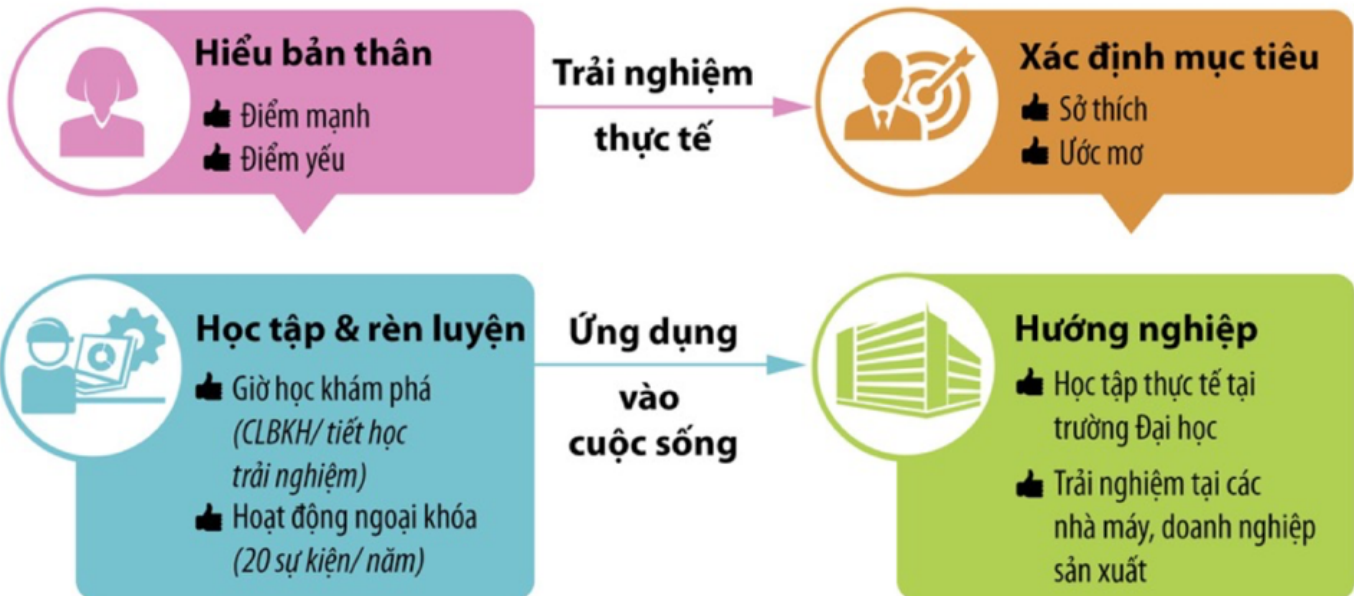 Hiểu bản thân
Điểm mạnh
Điểm yếu
Trải nghiệm
thực tế
Xác định mục tiêu
Sở thích
Ước mơ
Học tập & rèn luyện
Giờ học khám phá
(CLBKH/ tiết học
trải nghiệm)
Hoạt động ngoại khóa
(20 sự kiện/ năm)
Ứng dụng
vào
cuộc sống
Hướng nghiệp
Học tập thực tế tại
trường Đại học
Trải nghiệm tại các
nhà máy, doanh nghiệp
sản xuất